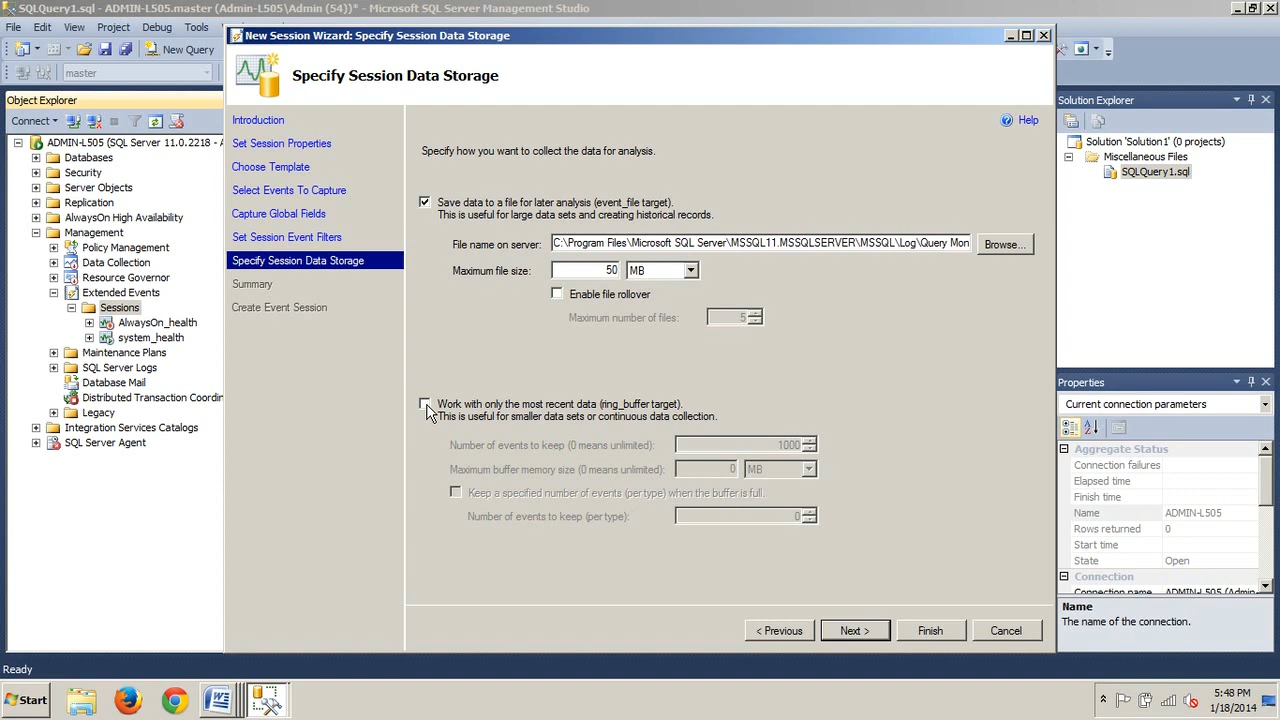 SQLQuery1.sql - ADMIN-L505.master (Admin-L505\Admin (54))* - Microsoft SQL Server Management Studio
File Edit View Project Debug Tools
New Query
master
Object Explorer
Connect
ADMIN-L505 (SQL Server 11.0.2218 - A
Databases
Security
Server Objects
Replication
AlwaysOn High Availability
Management
Policy Management
Data Collection
Resource Governor
Extended Events
Sessions
AlwaysOn_health
system_health
Maintenance Plans
SQL Server Logs
Database Mail
Distributed Transaction Coordin
Legacy
Integration Services Catalogs
SQL Server Agent
New Session Wizard: Specify Session Data Storage
Specify Session Data Storage
Introduction
Set Session Properties
Choose Template
Select Events To Capture
Capture Global Fields
Set Session Event Filters
Specify Session Data Storage
Summary
Create Event Session
Help
Specify how you want to collect the data for analysis.
Save data to a file for later analysis (event_file target).
This is useful for large data sets and creating historical records.
File name on server: C:\Program Files\Microsoft SQL Server\MSSQL11.MSSQLSERVER\MSSQL\Log\Query Mon Browse...
Maximum file size: 50 MB
Enable file rollover
Maximum number of files: 5
Work with only the most recent data (ring_buffer target).
This is useful for smaller data sets or continuous data collection.
Number of events to keep (0 means unlimited): 1000
Maximum buffer memory size (0 means unlimited): 0 MB
Keep a specified number of events (per type) when the buffer is full.
Number of events to keep (per type): 0
< Previous Next > Finish Cancel
Solution Explorer
Solution 'Solution1' (0 projects)
Miscellaneous Files
SQLQuery1.sql
Properties
Current connection parameters
Aggregate Status
Connection failures
Elapsed time
Finish time
Name ADMIN-L505
Rows returned 0
Start time
State Open
Connection
Connection name ADMIN-L505 (Admin
Name
The name of the connection.
Ready
Start
5:48 PM
1/18/2014